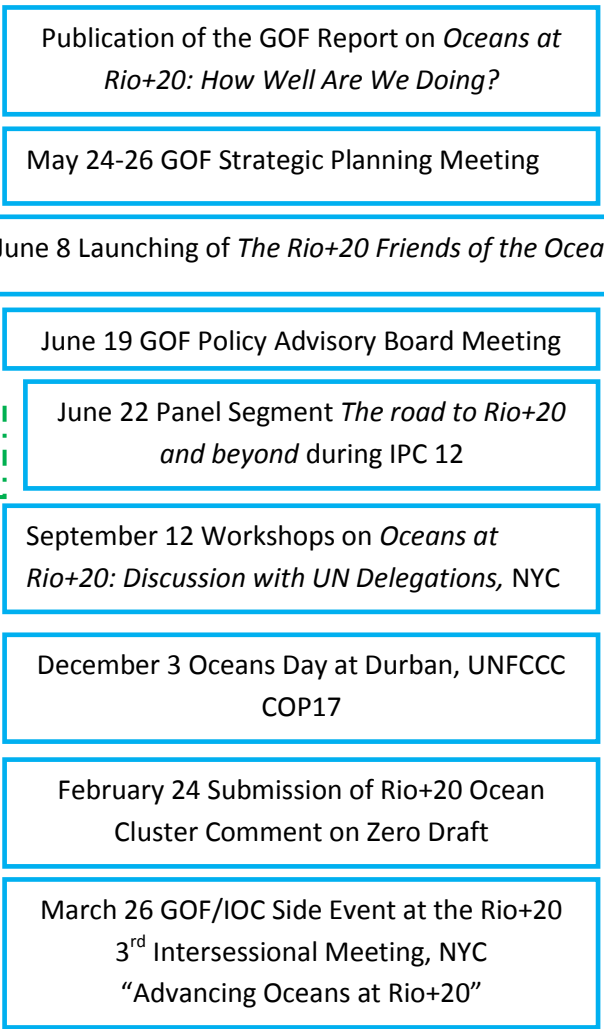 Publication of the GOF Report on Oceans at
Rio+20: How Well Are We Doing?
May 24-26 GOF Strategic Planning Meeting
June 8 Launching of The Rio+20 Friends of the Ocea
June 19 GOF Policy Advisory Board Meeting
June 22 Panel Segment The road to Rio+20
and beyond during IPC 12
September 12 Workshops on Oceans at
Rio+20: Discussion with UN Delegations, NYC
December 3 Oceans Day at Durban, UNFCCC
COP17
February 24 Submission of Rio+20 Ocean
Cluster Comment on Zero Draft
March 26 GOF/IOC Side Event at the Rio+20
3rd Intersessional Meeting, NYC
“Advancing Oceans at Rio+20”